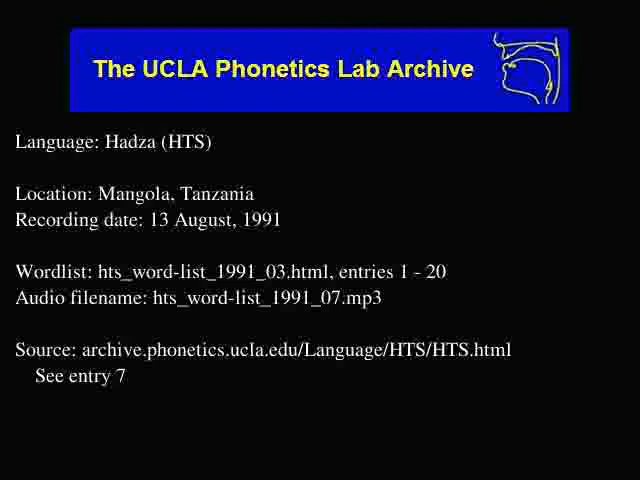 The UCLA Phonetics Lab Archive
Language: Hadza (HTS)
Location: Mangola, Tanzania
Recording date: 13 August, 1991
Wordlist: hts_word-list_1991_03.html, entries 1 - 20
Audio filename: hts_word-list_1991_07.mp3
Source: archive.phonetics.ucla.edu/Language/HTS/HTS.html
See entry 7